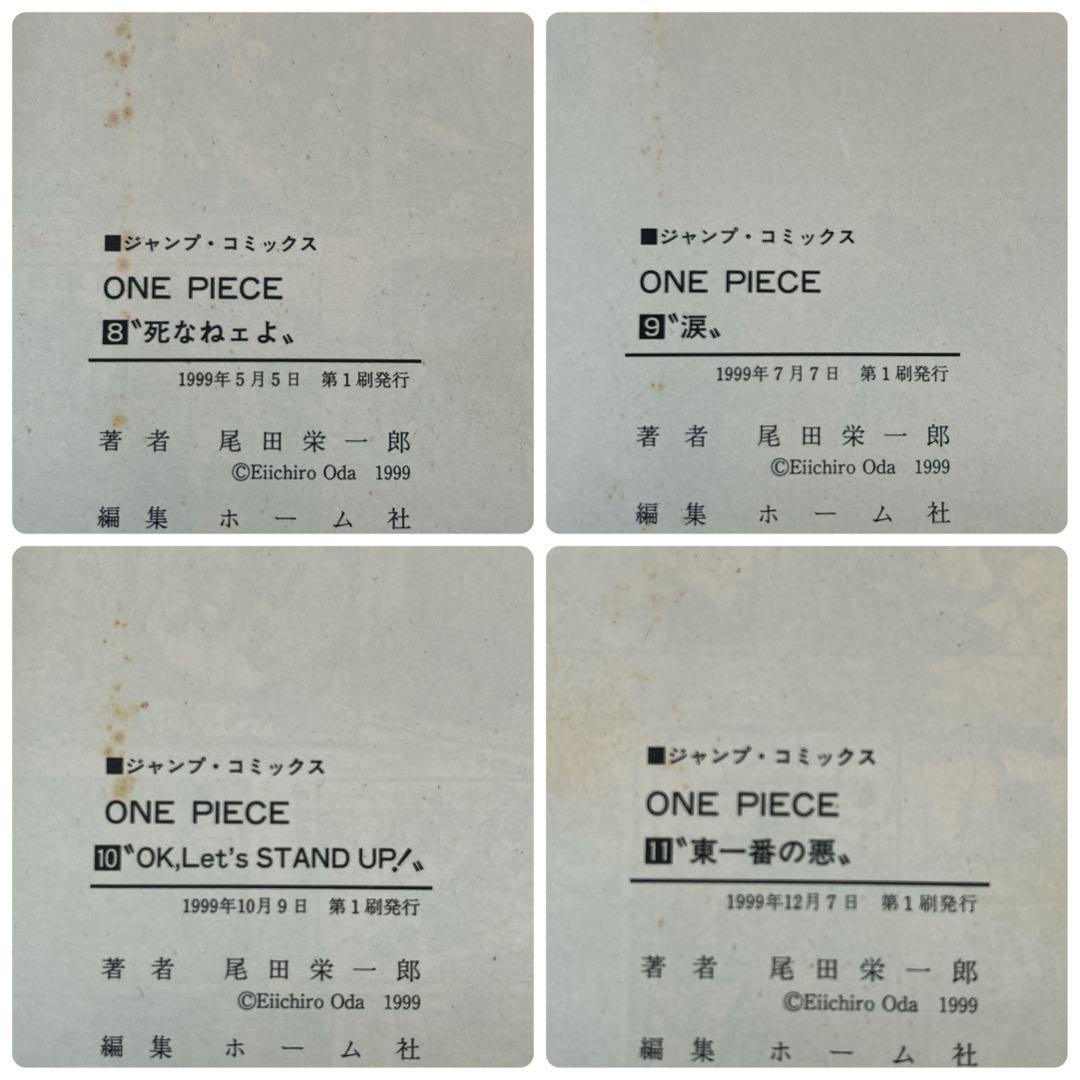 ■ジャンプ・コミックス
ONE PIECE
8〝死なねェよ〟
1999年5月5日 第1刷発行
著者 尾田栄一郎
©Eiichiro Oda 1999
編集 ホーム社
■ジャンプ・コミックス
ONE PIECE
9〝涙〟
1999年7月7日 第1刷発行
著者 尾田栄一郎
©Eiichiro Oda 1999
編集 ホーム社
■ジャンプ・コミックス
ONE PIECE
10〝OK,Let's STAND UP!〟
1999年10月9日 第1刷発行
著者 尾田栄一郎
©Eiichiro Oda 1999
編集 ホーム社
■ジャンプ・コミックス
ONE PIECE
11〝東一番の悪〟
1999年12月7日 第1刷発行
著者 尾田栄一郎
©Eiichiro Oda 1999
編集 ホーム社